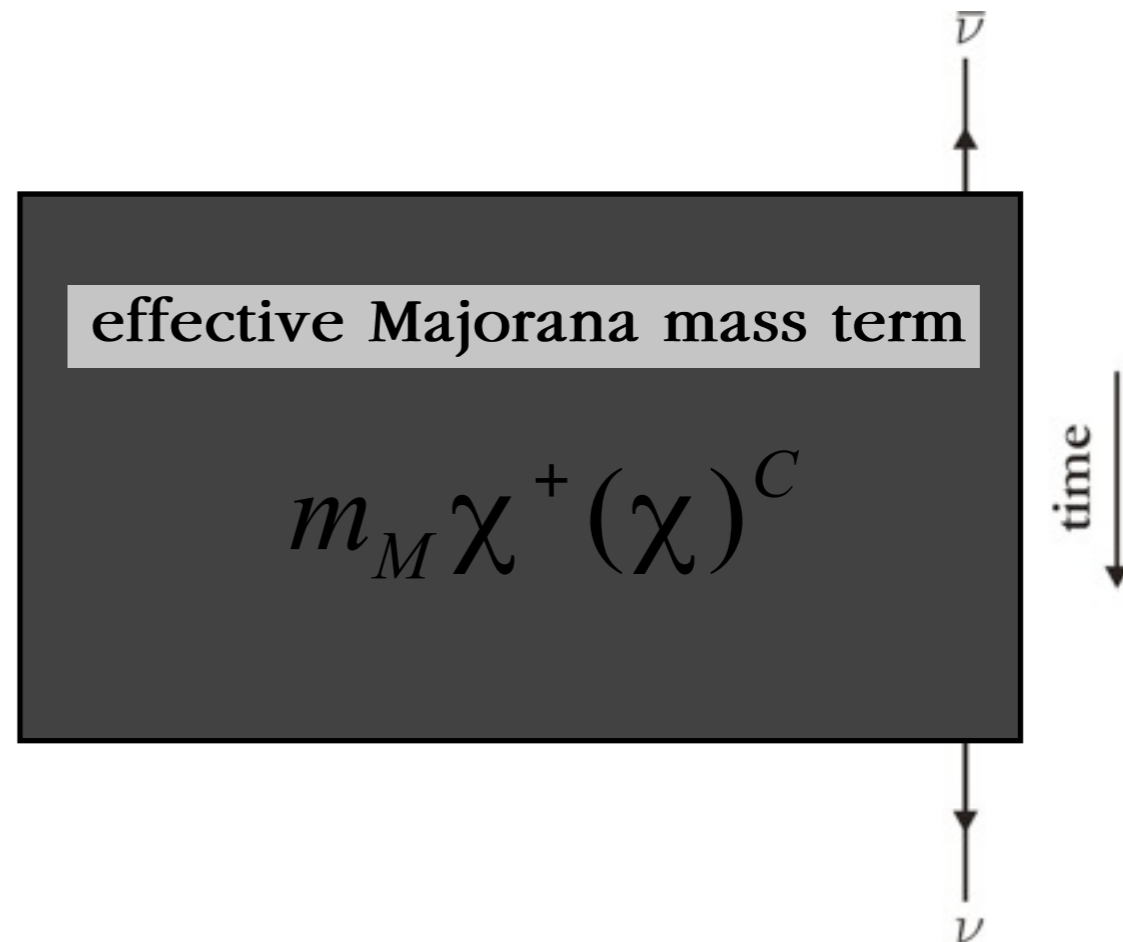 ν̄
effective Majorana mass term
m_M χ^+ (χ)^C
time
ν